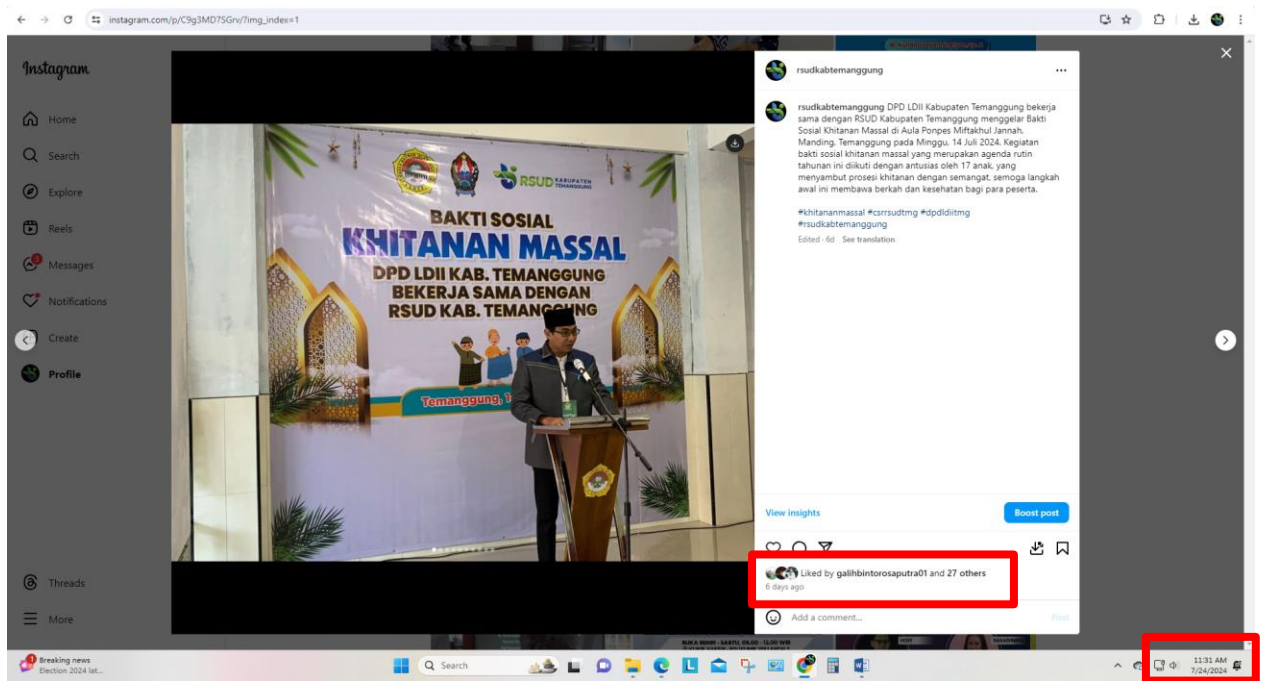 instagram.com/p/C9g3MD7SGrv/?img_index=1
Instagram
Home
Search
Explore
Reels
Messages
Notifications
Create
Profile
Threads
More
RSUD KABUPATEN TEMANGGUNG
BAKTI SOSIAL
KHITANAN MASSAL
DPD LDII KAB. TEMANGGUNG
BEKERJA SAMA DENGAN
RSUD KAB. TEMANGGUNG
Temanggung, 1
rsudkabtemanggung
rsudkabtemanggung DPD LDII Kabupaten Temanggung bekerja
sama dengan RSUD Kabupaten Temanggung menggelar Bakti
Sosial Khitanan Massal di Aula Ponpes Miftakhul Jannah,
Manding, Temanggung pada Minggu, 14 Juli 2024. Kegiatan
bakti sosial khitanan massal yang merupakan agenda rutin
tahunan ini diikuti dengan antusias oleh 17 anak, yang
menyambut prosesi khitanan dengan semangat, semoga langkah
awal ini membawa berkah dan kesehatan bagi para peserta.
#khitananmassal #csrrsudtmg #dpdldiitmg
#rsudkabtemanggung
Edited · 6d See translation
View insights
Boost post
Liked by galihbintorosaputra01 and 27 others
6 days ago
Add a comment...
Post
Breaking news
Election 2024 lat...
Search
11:31 AM
7/24/2024